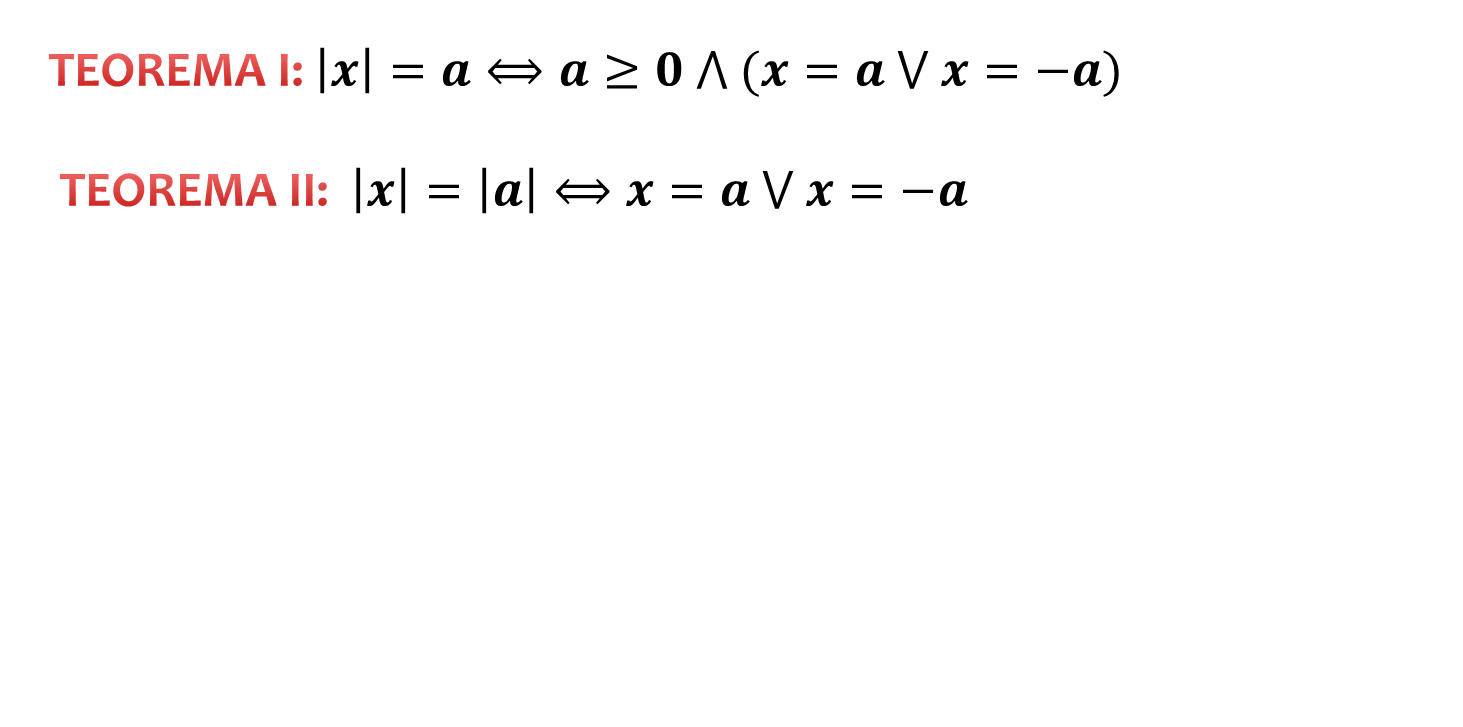 TEOREMA I: |x| = a ⟺ a ≥ 0 ⋀ (x = a ⋁ x = −a)
TEOREMA II: |x| = |a| ⟺ x = a ⋁ x = −a